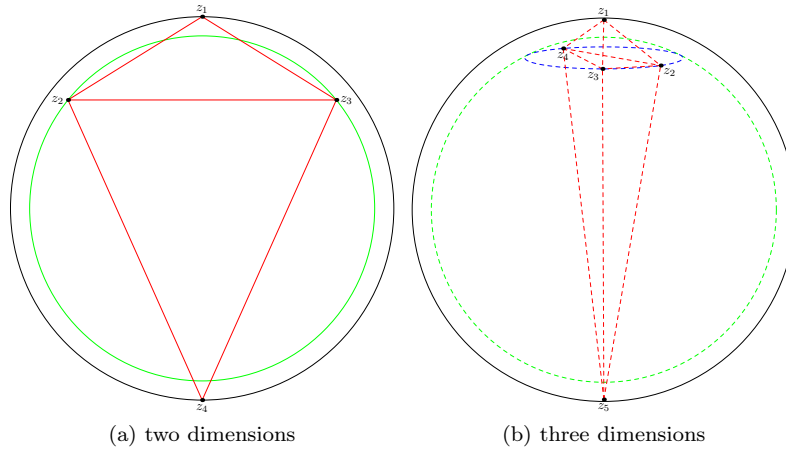 z1
z2
z3
z4
(a) two dimensions
z1
z4
z2
z3
z5
(b) three dimensions